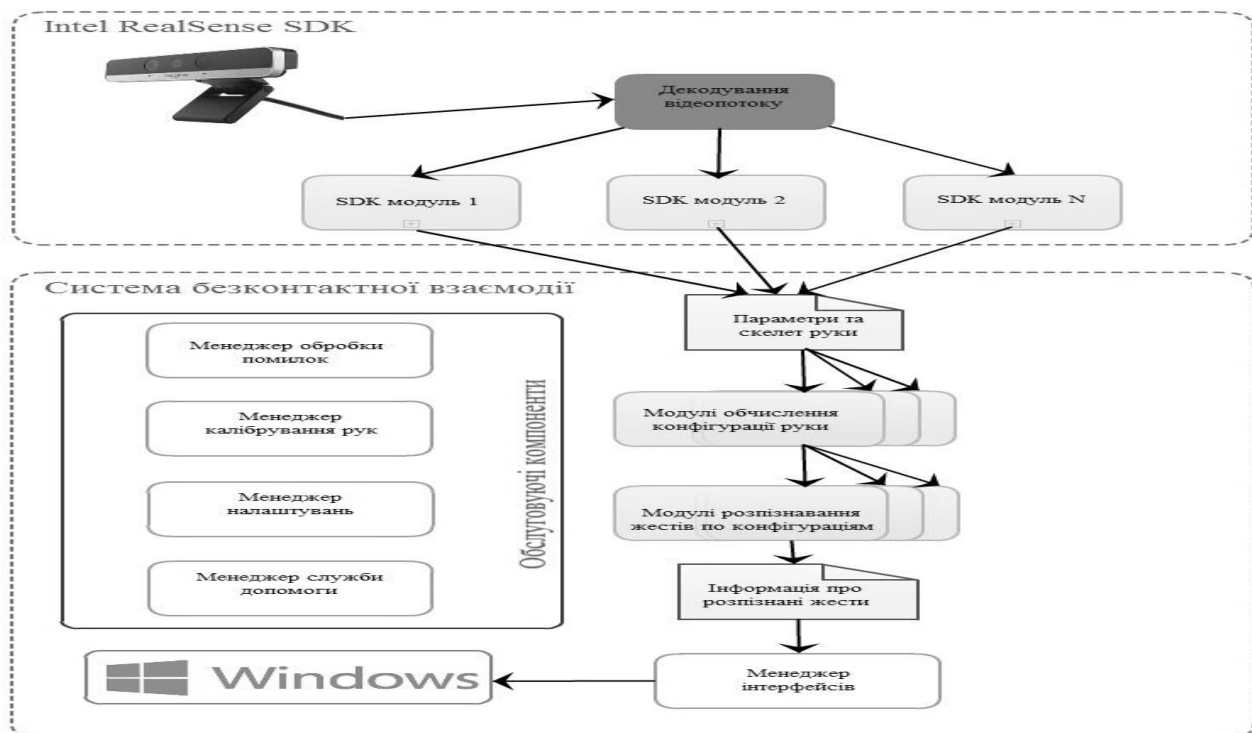 Intel RealSense SDK
Декодування
відеопотоку
SDK модуль 1
SDK модуль 2
SDK модуль N
Система безконтактної взаємодії
Параметри та
скелет руки
Менеджер обробки
помилок
Менеджер
калібрування рук
Менеджер
налаштувань
Менеджер служби
допомоги
Обслуговуючі компоненти
Модулі обчислення
конфігурації руки
Модулі розпізнавання
жестів по конфігураціям
Інформація про
розпізнані жести
Менеджер
інтерфейсів
Windows